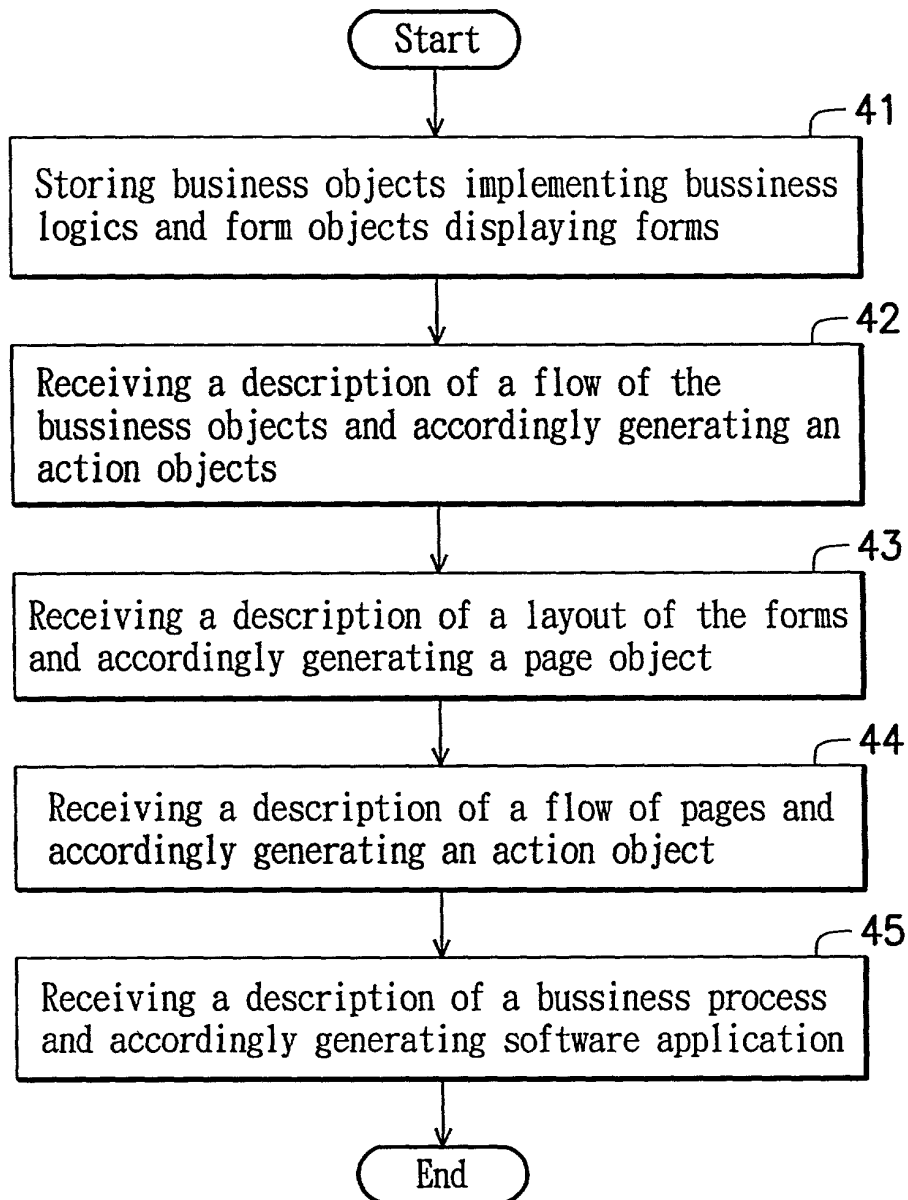 Start
41
Storing business objects implementing bussiness
logics and form objects displaying forms
42
Receiving a description of a flow of the
bussiness objects and accordingly generating an
action objects
43
Receiving a description of a layout of the forms
and accordingly generating a page object
44
Receiving a description of a flow of pages and
accordingly generating an action object
45
Receiving a description of a bussiness process
and accordingly generating software application
End